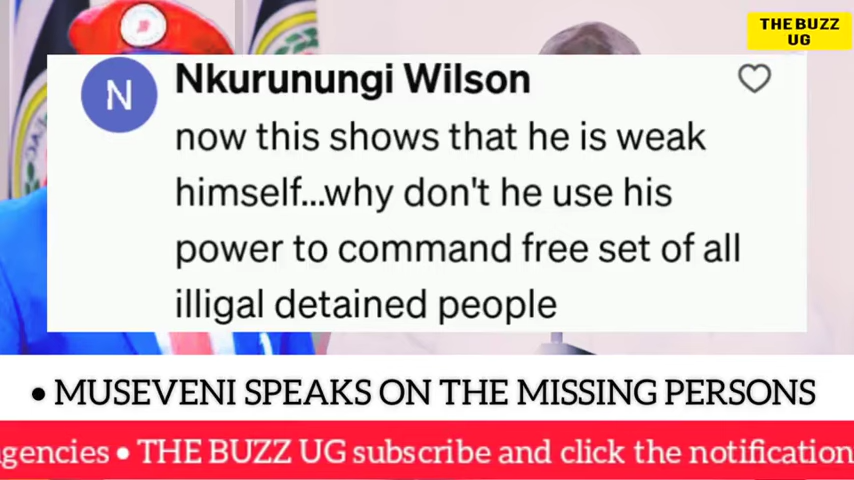 THE BUZZ
UG
N
Nkurunungi Wilson
now this shows that he is weak
himself...why don't he use his
power to command free set of all
illigal detained people
• MUSEVENI SPEAKS ON THE MISSING PERSONS
gencies • THE BUZZ UG subscribe and click the notification